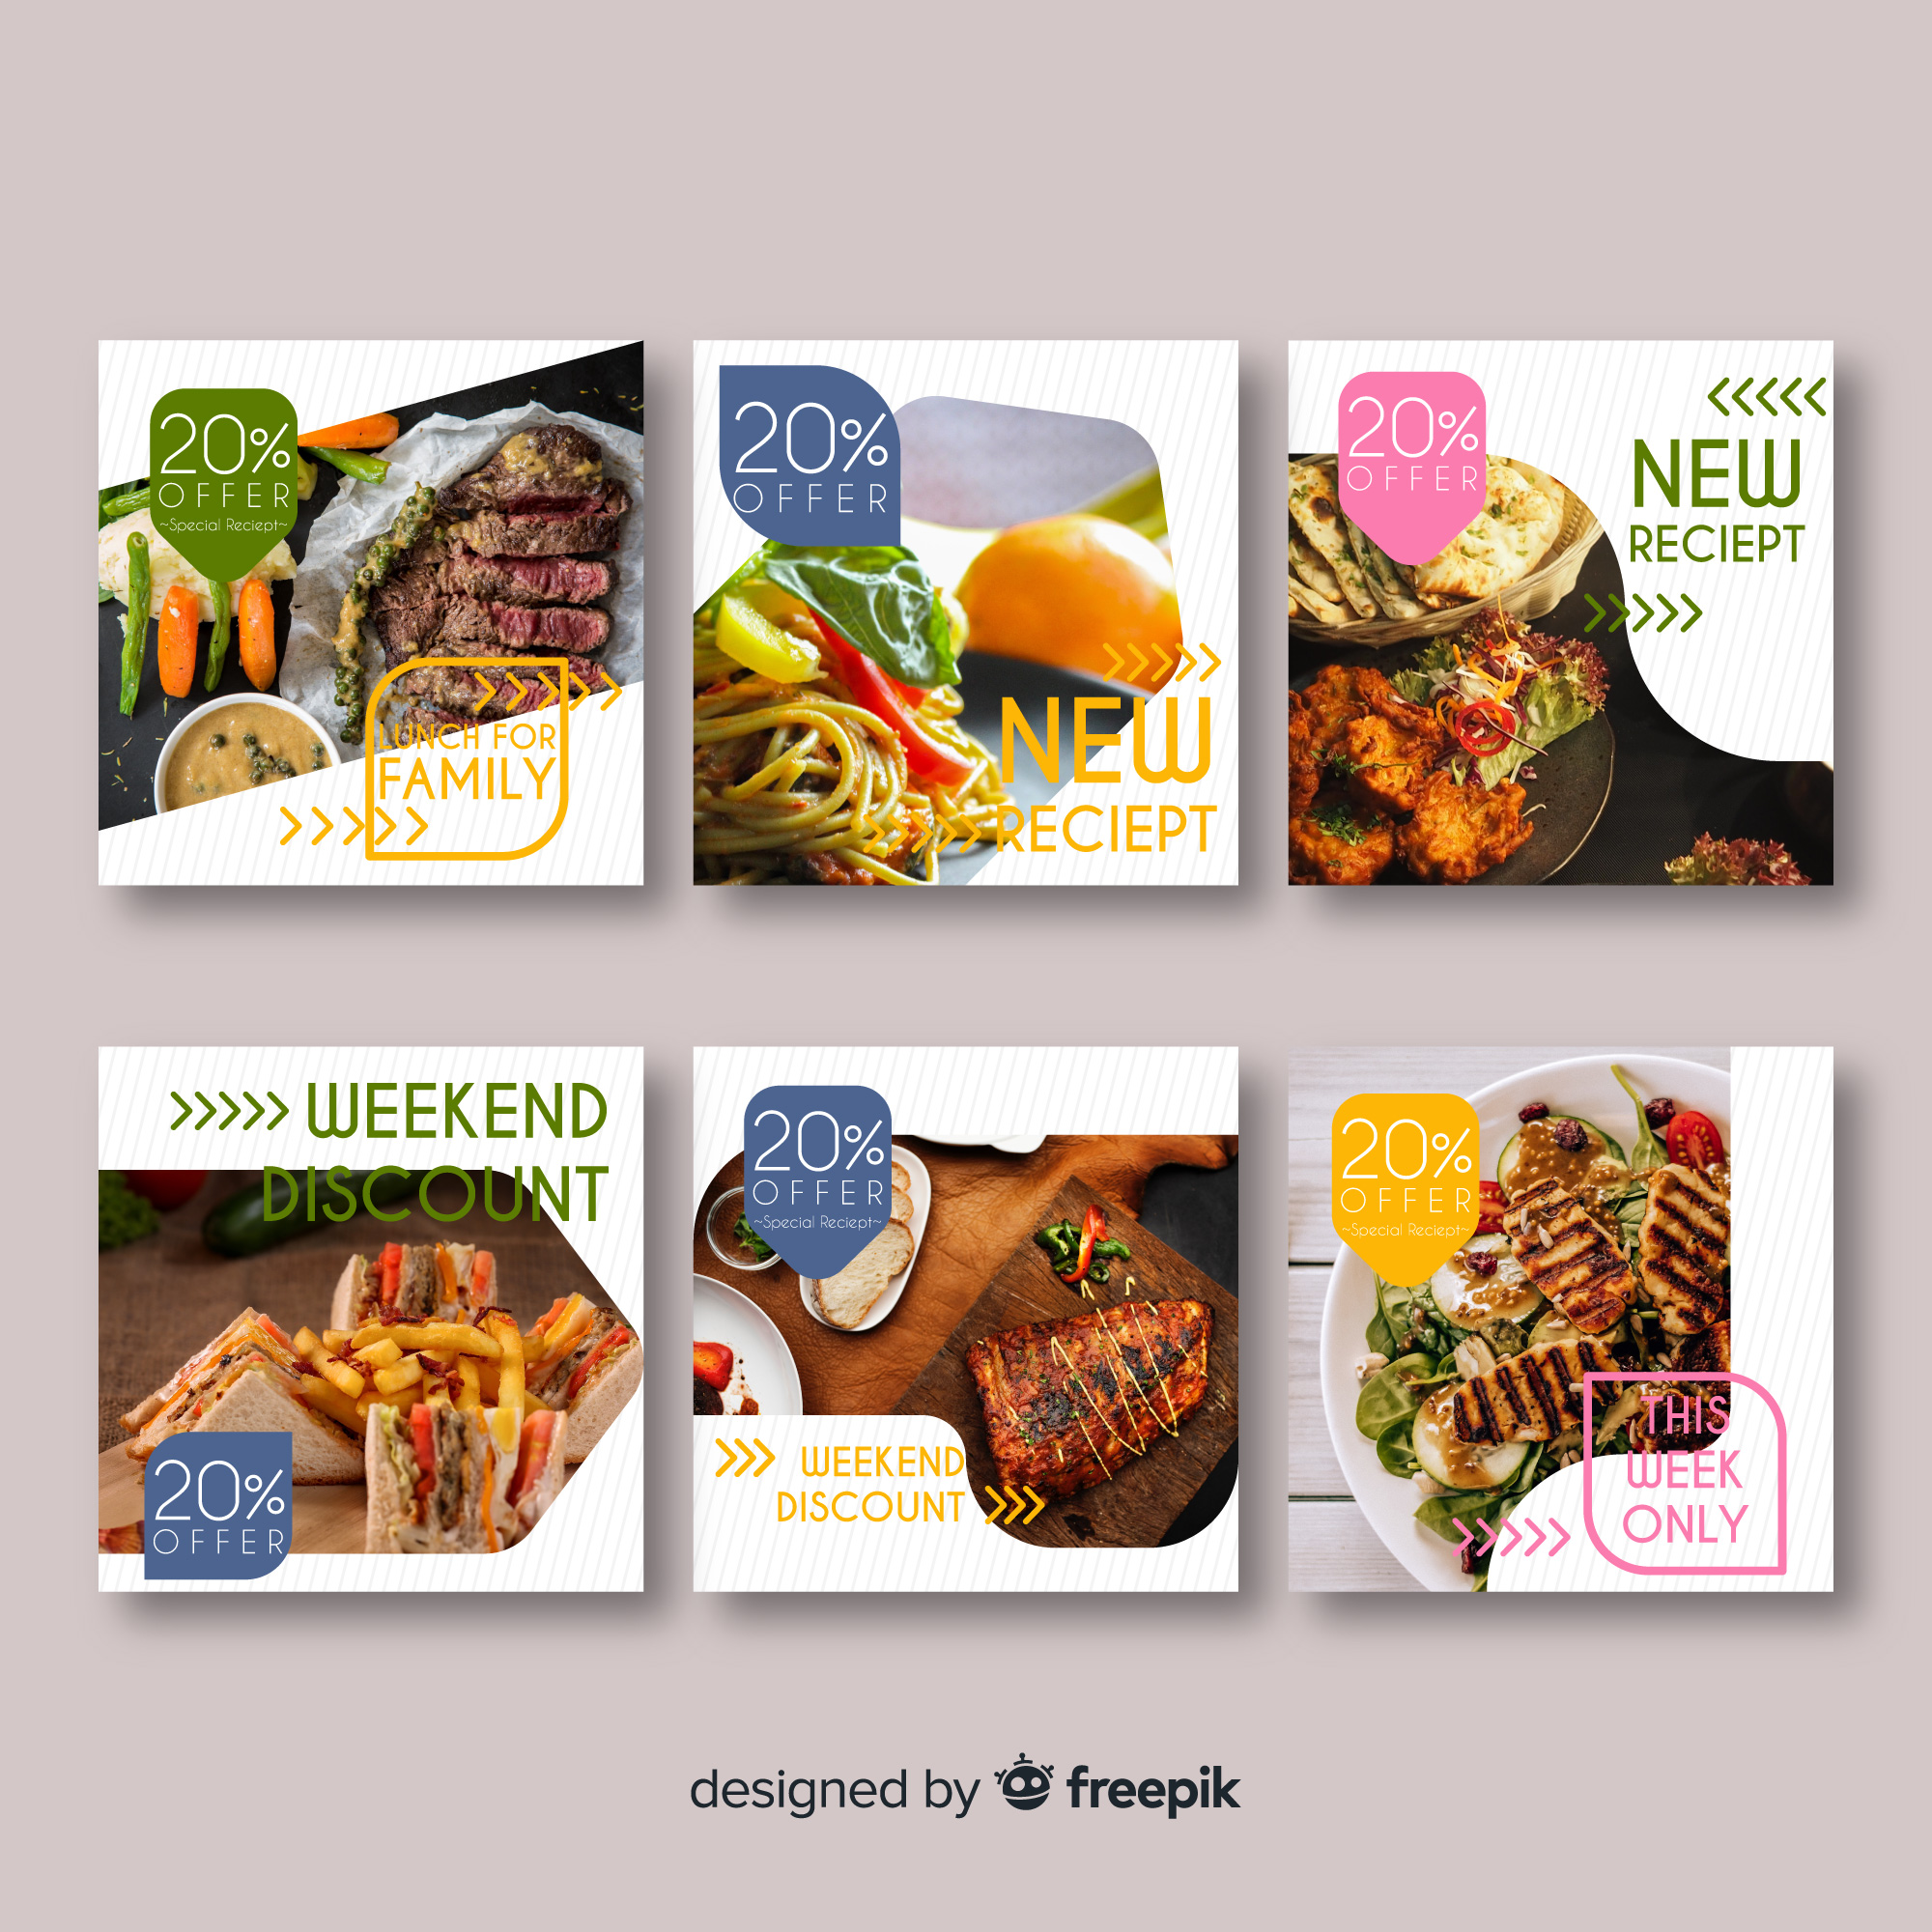 20%
OFFER
~Special Reciept~
LUNCH FOR
FAMILY
20%
OFFER
NEW
RECIEPT
20%
OFFER
NEW
RECIEPT
WEEKEND
DISCOUNT
20%
OFFER
20%
OFFER
~Special Reciept~
WEEKEND
DISCOUNT
20%
OFFER
~Special Reciept~
THIS
WEEK
ONLY
designed by freepik